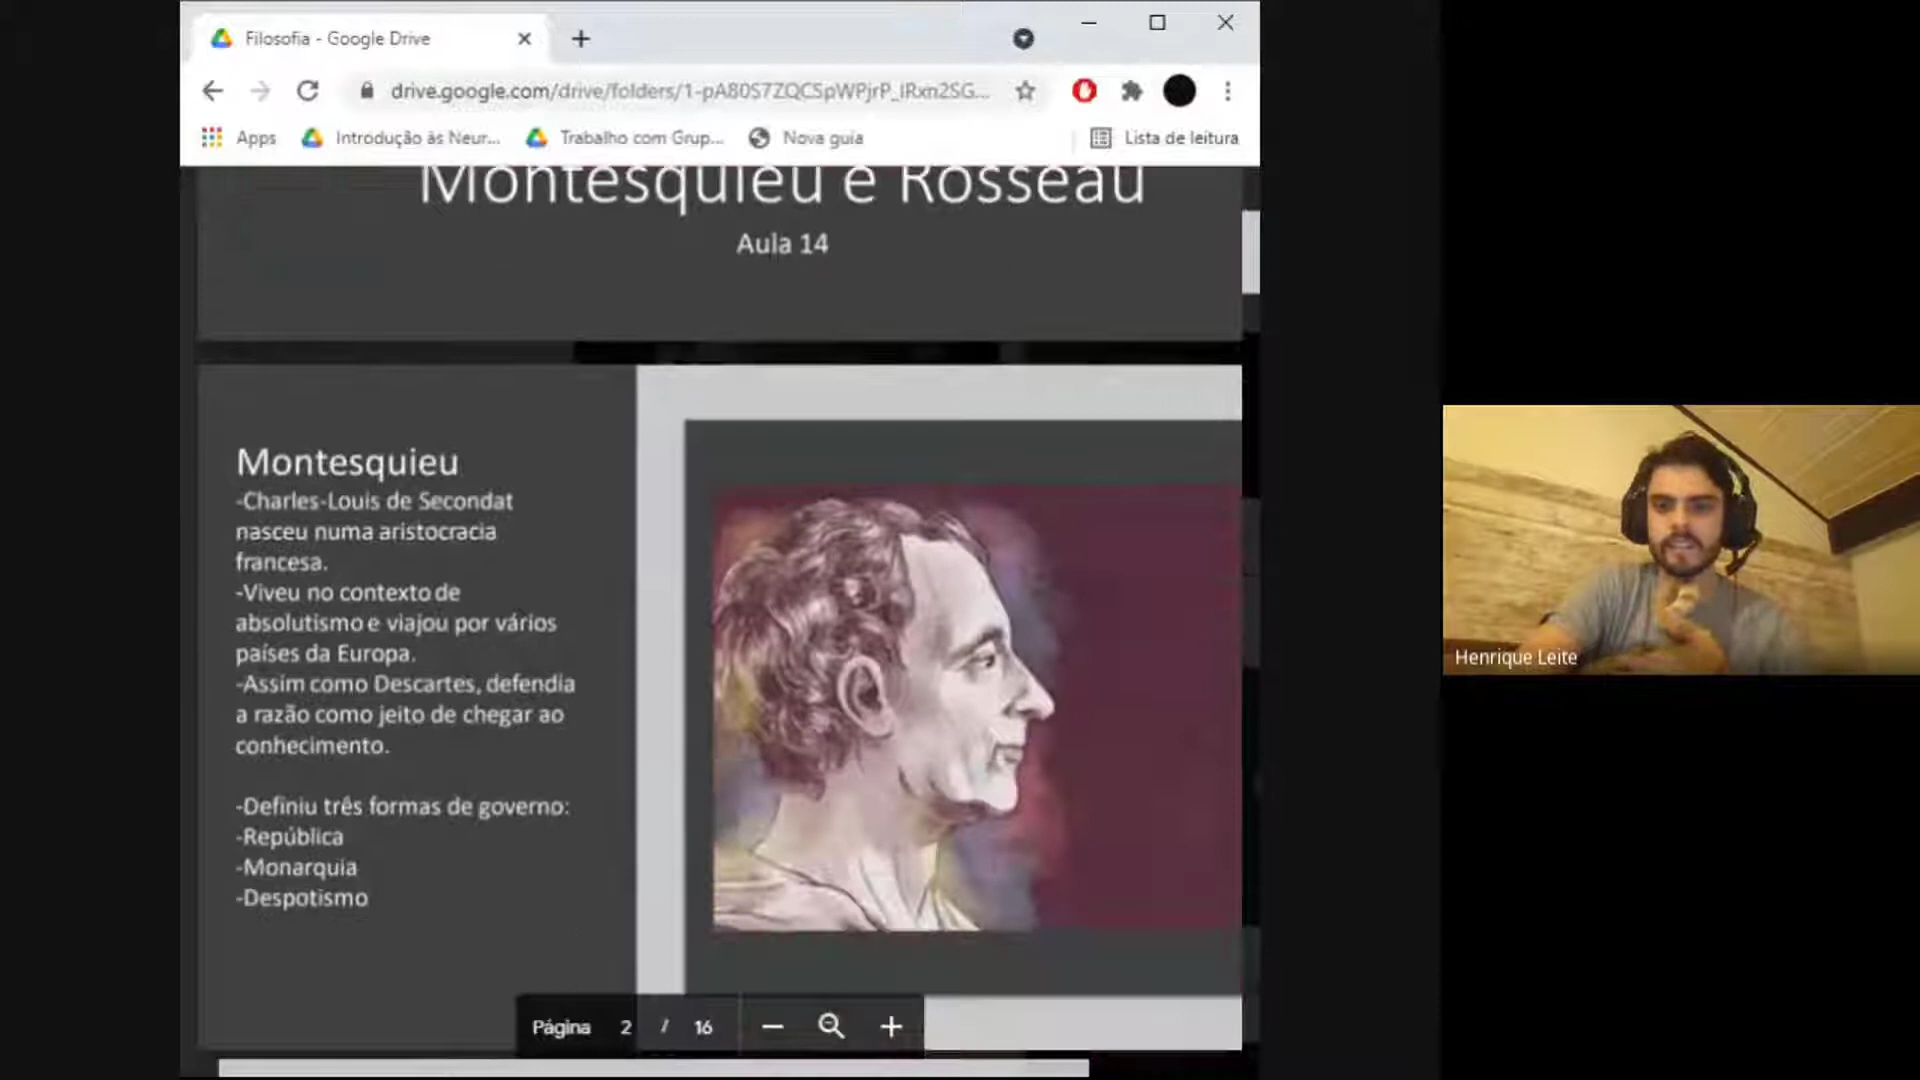 Filosofia - Google Drive
drive.google.com/drive/folders/1-pA80S7ZQCSpWPjrP_IRxn2SG...
Apps
Introdução às Neur...
Trabalho com Grup...
Nova guia
Lista de leitura
Montesquieu e Rosseau
Aula 14
Montesquieu
-Charles-Louis de Secondat
nasceu numa aristocracia
francesa.
-Viveu no contexto de
absolutismo e viajou por vários
países da Europa.
-Assim como Descartes, defendia
a razão como jeito de chegar ao
conhecimento.
-Definiu três formas de governo:
-República
-Monarquia
-Despotismo
Página 2 / 16
Henrique Leite